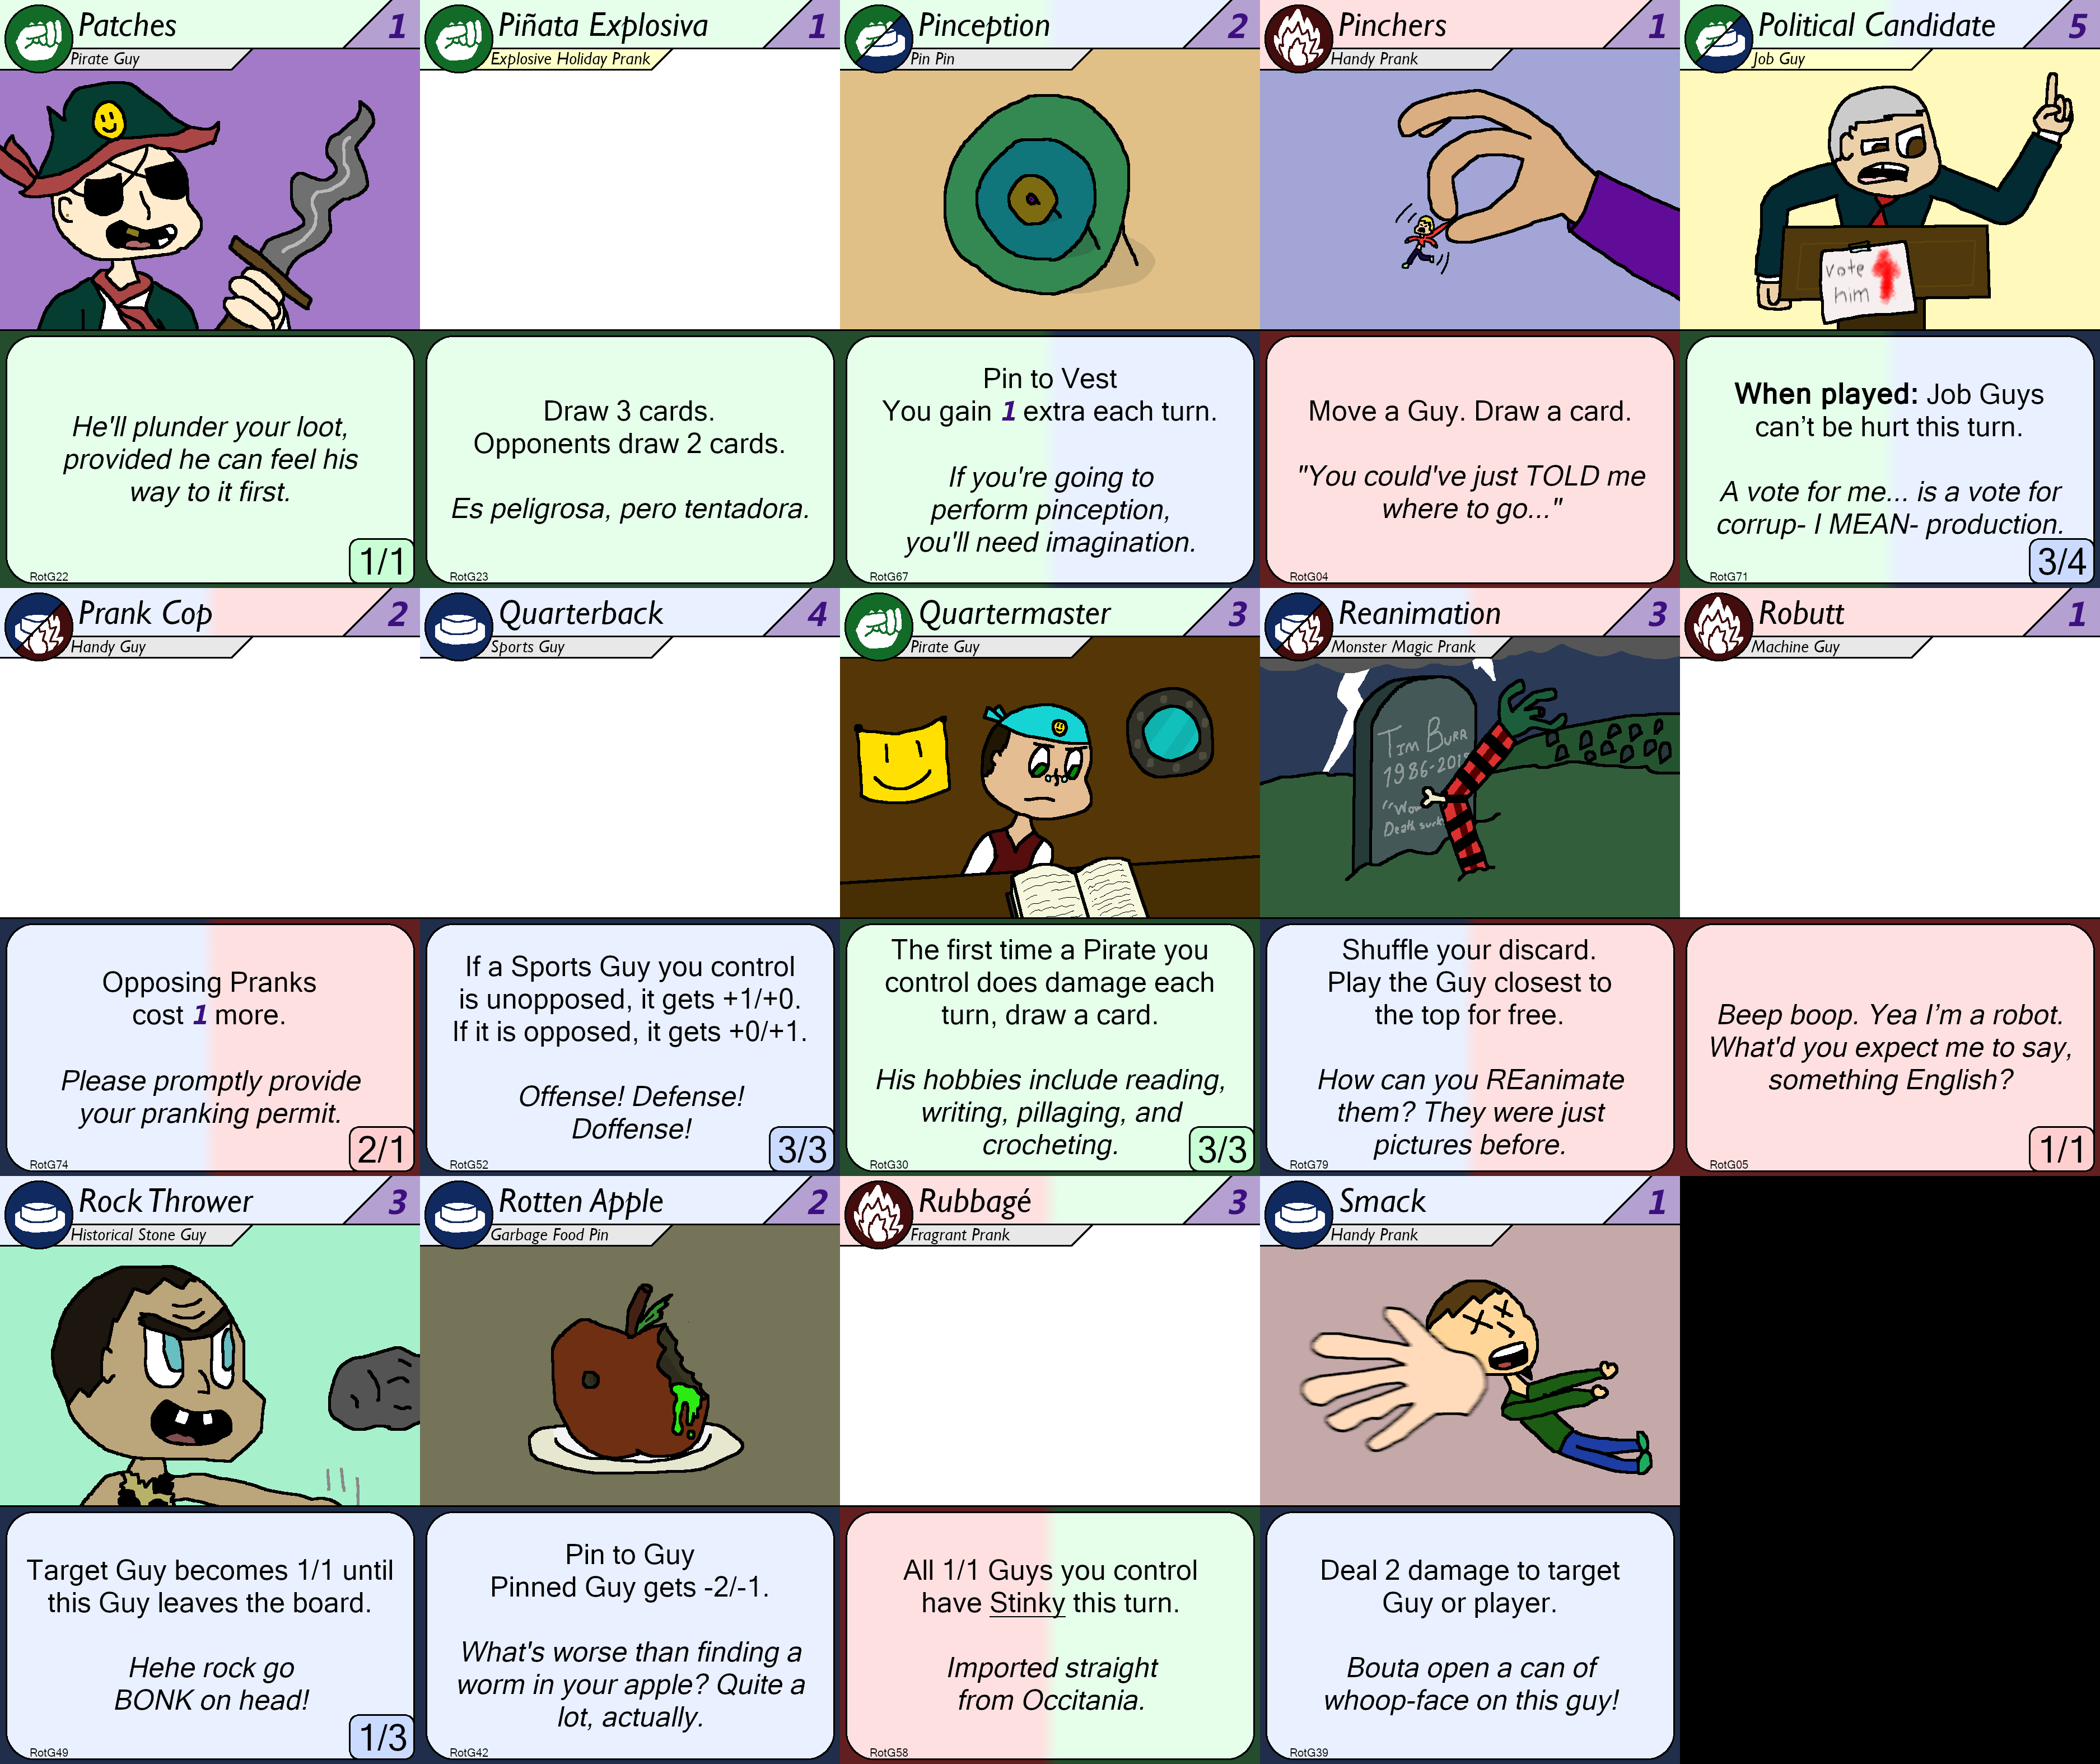 Patches
1
Pirate Guy
He'll plunder your loot,
provided he can feel his
way to it first.
1/1
RotG22
Piñata Explosiva
1
Explosive Holiday Prank
Draw 3 cards.
Opponents draw 2 cards.
Es peligrosa, pero tentadora.
RotG23
Pinception
2
Pin Pin
Pin to Vest
You gain 1 extra each turn.
If you're going to
perform pinception,
you'll need imagination.
RotG67
Pinchers
1
Handy Prank
Move a Guy. Draw a card.
"You could've just TOLD me
where to go..."
RotG04
Political Candidate
5
Job Guy
vote
him
When played: Job Guys
can't be hurt this turn.
A vote for me... is a vote for
corrup- I MEAN- production.
3/4
RotG71
Prank Cop
2
Handy Guy
Opposing Pranks
cost 1 more.
Please promptly provide
your pranking permit.
2/1
RotG74
Quarterback
4
Sports Guy
If a Sports Guy you control
is unopposed, it gets +1/+0.
If it is opposed, it gets +0/+1.
Offense! Defense!
Doffense!
3/3
RotG52
Quartermaster
3
Pirate Guy
The first time a Pirate you
control does damage each
turn, draw a card.
His hobbies include reading,
writing, pillaging, and
crocheting.
3/3
RotG30
Reanimation
3
Monster Magic Prank
Tim Burr
1986-201
"Wow
Death suck
Shuffle your discard.
Play the Guy closest to
the top for free.
How can you REanimate
them? They were just
pictures before.
RotG79
Robutt
1
Machine Guy
Beep boop. Yea I'm a robot.
What'd you expect me to say,
something English?
1/1
RotG05
Rock Thrower
3
Historical Stone Guy
Target Guy becomes 1/1 until
this Guy leaves the board.
Hehe rock go
BONK on head!
1/3
RotG49
Rotten Apple
2
Garbage Food Pin
Pin to Guy
Pinned Guy gets -2/-1.
What's worse than finding a
worm in your apple? Quite a
lot, actually.
RotG42
Rubbagé
3
Fragrant Prank
All 1/1 Guys you control
have Stinky this turn.
Imported straight
from Occitania.
RotG58
Smack
1
Handy Prank
Deal 2 damage to target
Guy or player.
Bouta open a can of
whoop-face on this guy!
RotG39